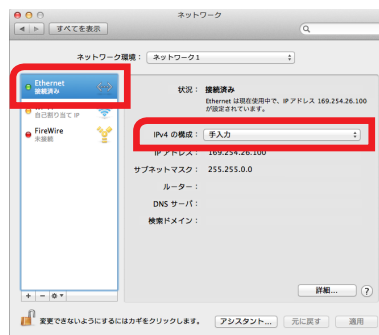 ネットワーク
すべてを表示
ネットワーク環境： ネットワーク1
Ethernet
接続済み
自己割り当て IP
FireWire
未接続
状況： 接続済み
Ethernet は現在使用中で、IP アドレス 169.254.26.100
が設定されています。
IPv4 の構成： 手入力
IP アドレス： 169.254.26.100
サブネットマスク： 255.255.0.0
ルーター：
DNS サーバ：
検索ドメイン：
詳細... ?
変更できないようにするにはカギをクリックします。 アシスタント... 元に戻す 適用